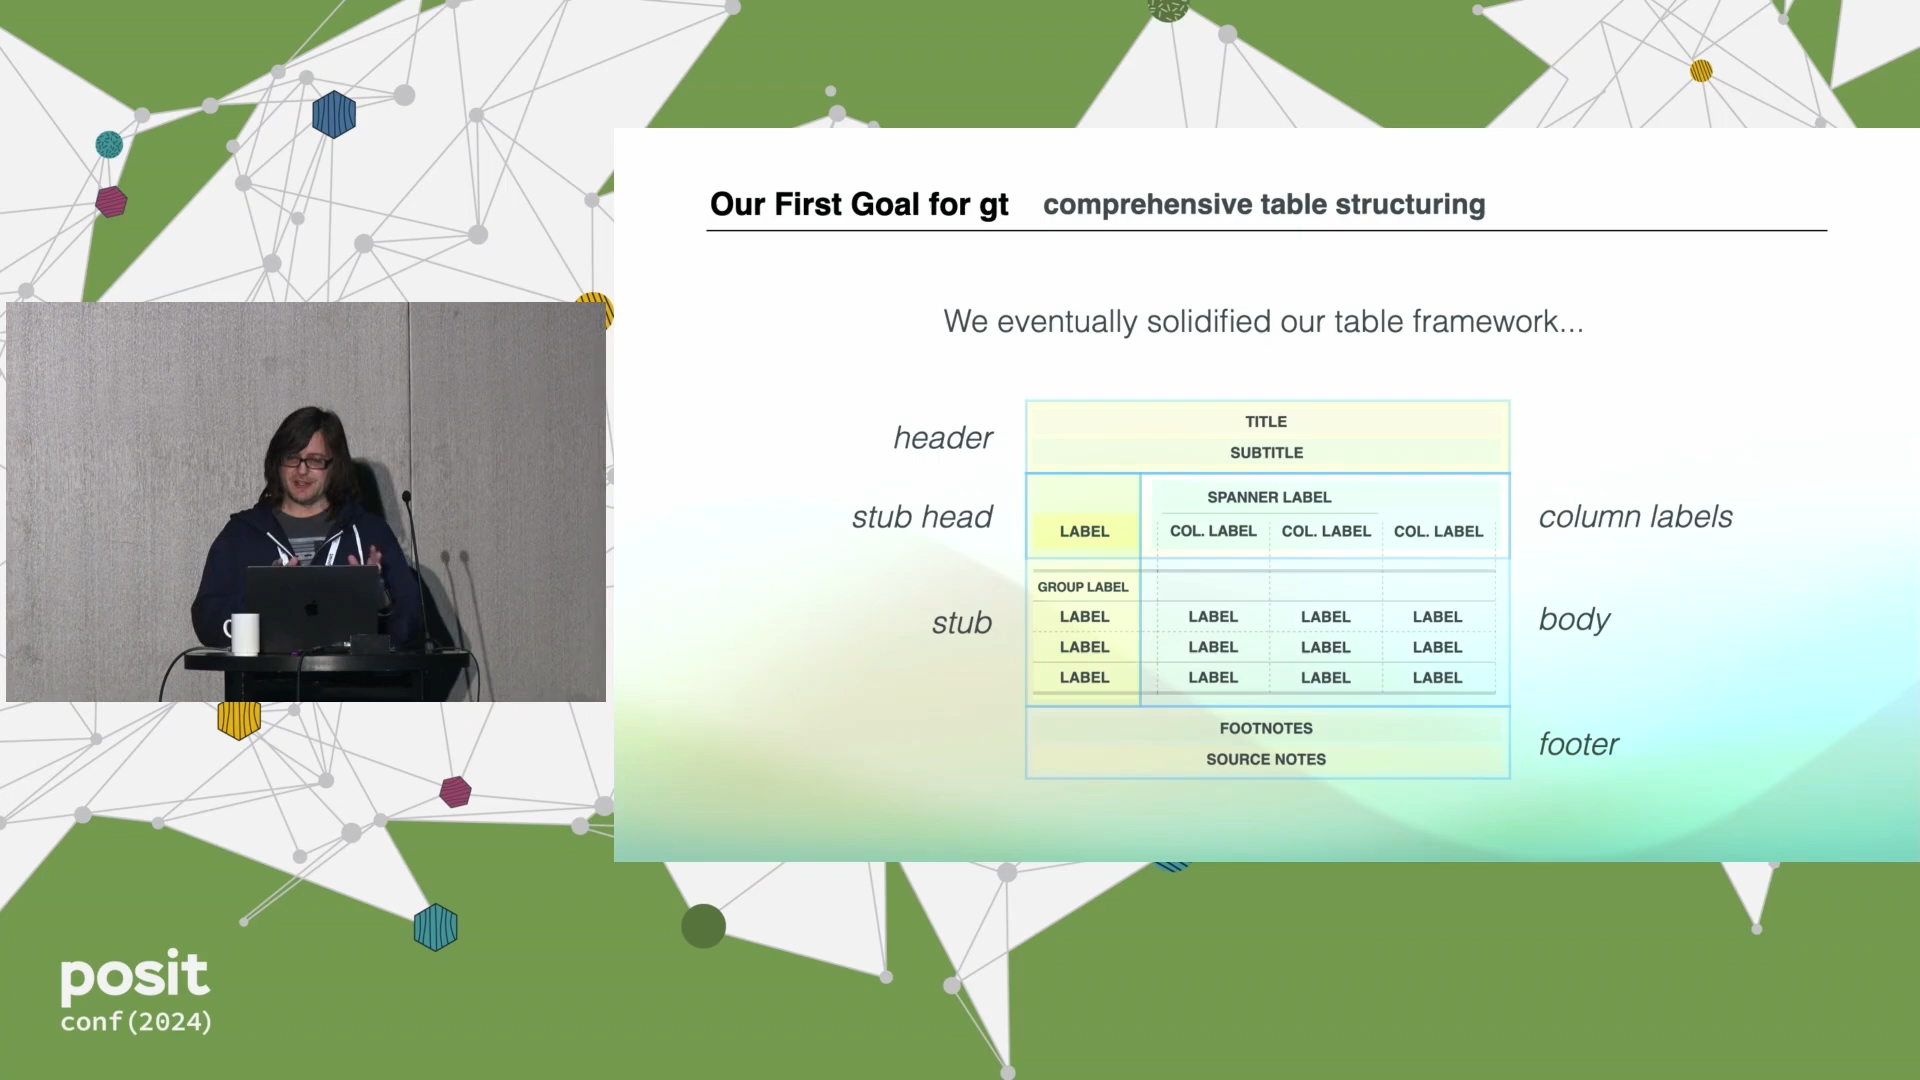 Our First Goal for gt comprehensive table structuring
We eventually solidified our table framework...
header
TITLE
SUBTITLE
stub head
LABEL
SPANNER LABEL
COL. LABEL COL. LABEL COL. LABEL
column labels
stub
GROUP LABEL
LABEL LABEL LABEL LABEL
LABEL LABEL LABEL LABEL
LABEL LABEL LABEL LABEL
body
FOOTNOTES
SOURCE NOTES
footer
posit
conf(2024)